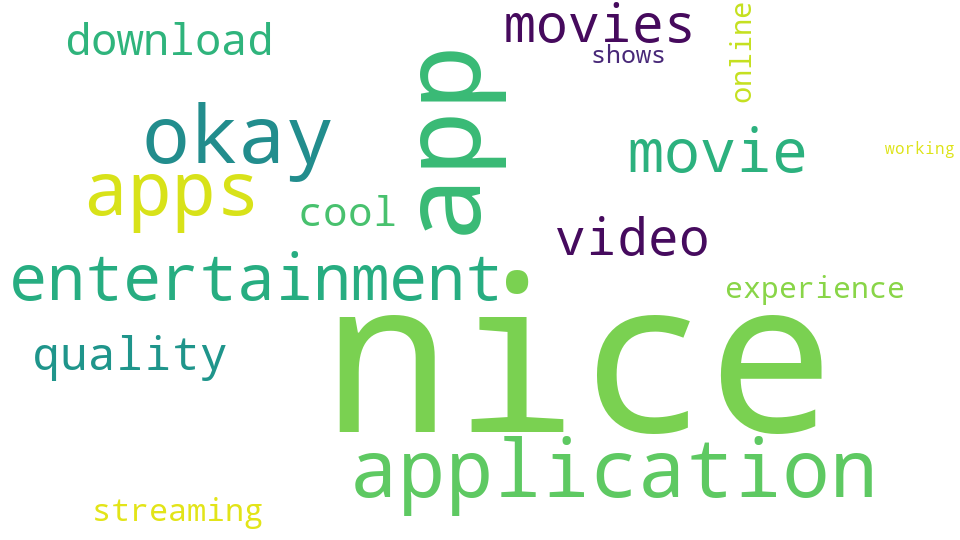 movies
download
shows
online
app
okay
movie
working
apps
cool
video
entertainment
experience
nice
quality
application
streaming